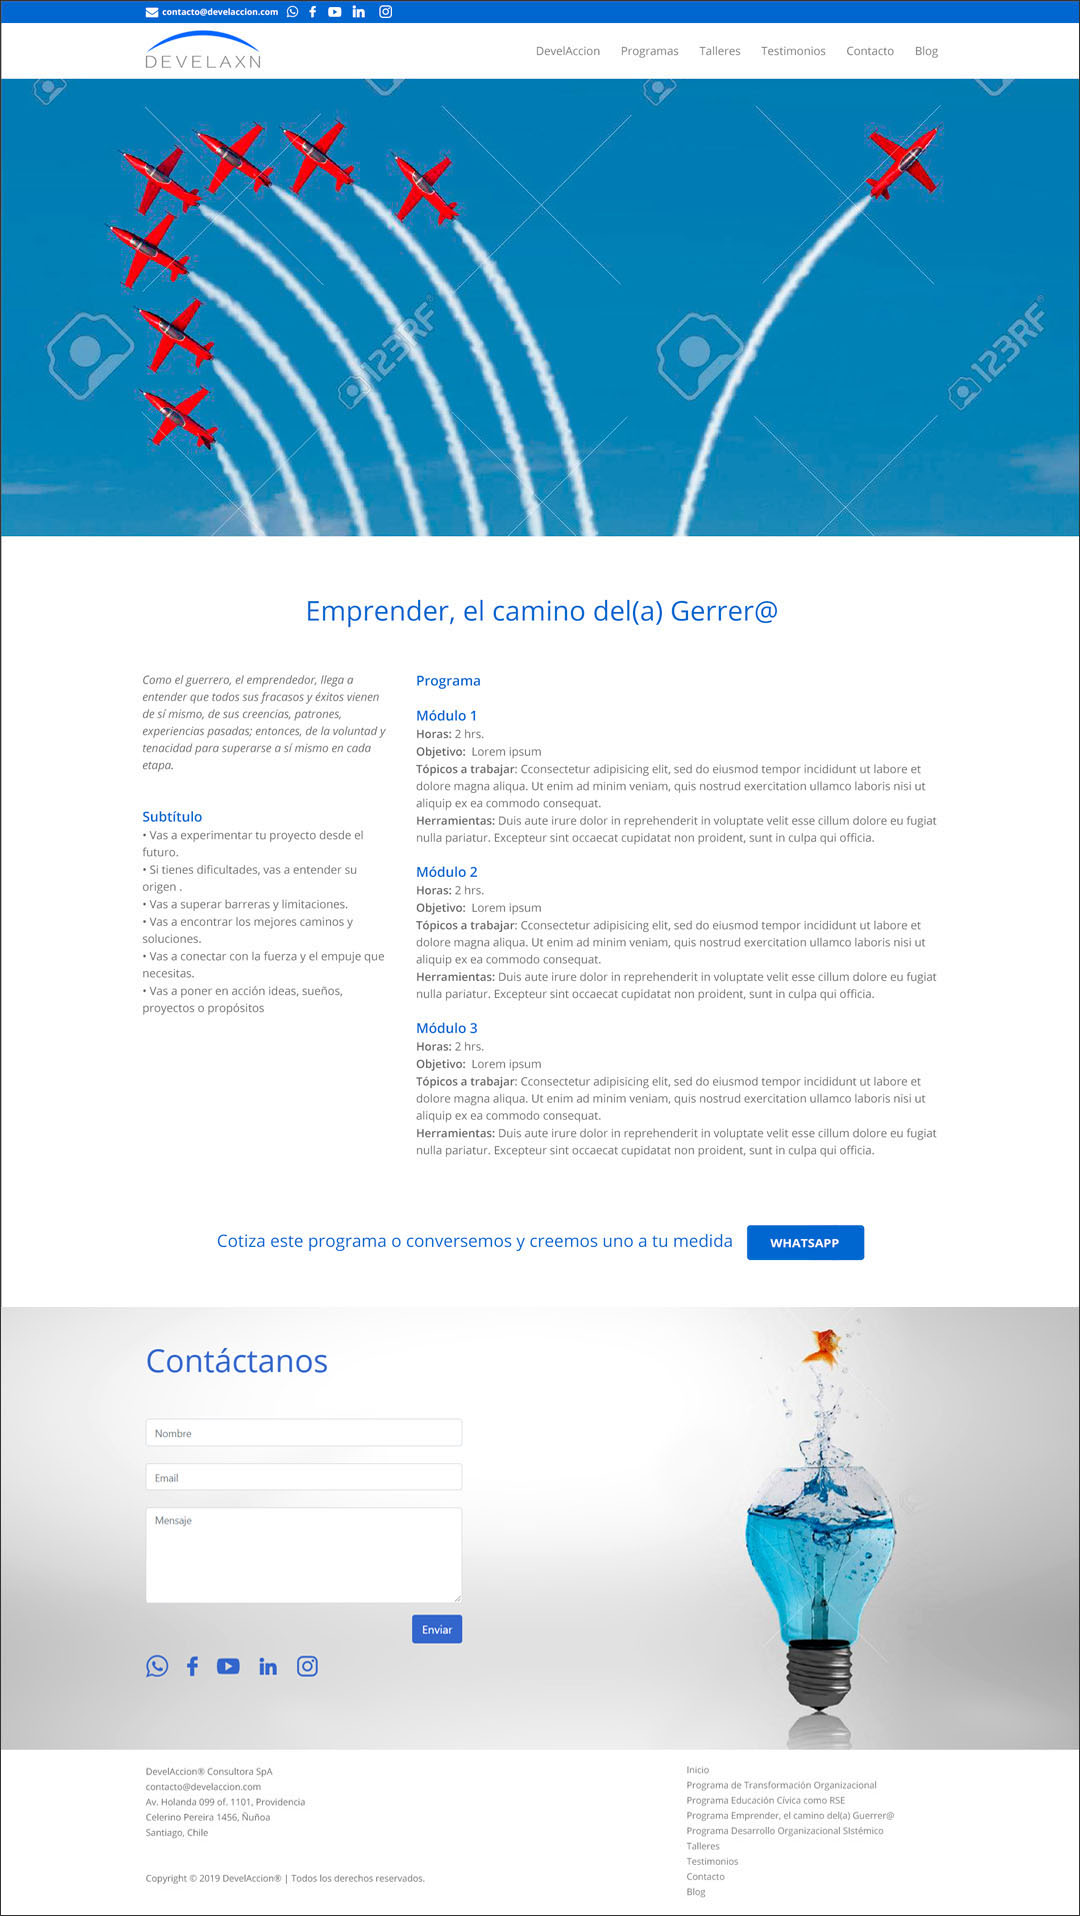 contacto@develaccion.com
DEVELAXN
DevelAccion Programas Talleres Testimonios Contacto Blog
123RF
123RF
Emprender, el camino del(a) Gerrer@
Como el guerrero, el emprendedor, llega a
entender que todos sus fracasos y éxitos vienen
de sí mismo, de sus creencias, patrones,
experiencias pasadas; entonces, de la voluntad y
tenacidad para superarse a sí mismo en cada
etapa.
Subtítulo
• Vas a experimentar tu proyecto desde el
futuro.
• Si tienes dificultades, vas a entender su
origen .
• Vas a superar barreras y limitaciones.
• Vas a encontrar los mejores caminos y
soluciones.
• Vas a conectar con la fuerza y el empuje que
necesitas.
• Vas a poner en acción ideas, sueños,
proyectos o propósitos
Programa
Módulo 1
Horas: 2 hrs.
Objetivo: Lorem ipsum
Tópicos a trabajar: Cconsectetur adipisicing elit, sed do eiusmod tempor incididunt ut labore et
dolore magna aliqua. Ut enim ad minim veniam, quis nostrud exercitation ullamco laboris nisi ut
aliquip ex ea commodo consequat.
Herramientas: Duis aute irure dolor in reprehenderit in voluptate velit esse cillum dolore eu fugiat
nulla pariatur. Excepteur sint occaecat cupidatat non proident, sunt in culpa qui officia.
Módulo 2
Horas: 2 hrs.
Objetivo: Lorem ipsum
Tópicos a trabajar: Cconsectetur adipisicing elit, sed do eiusmod tempor incididunt ut labore et
dolore magna aliqua. Ut enim ad minim veniam, quis nostrud exercitation ullamco laboris nisi ut
aliquip ex ea commodo consequat.
Herramientas: Duis aute irure dolor in reprehenderit in voluptate velit esse cillum dolore eu fugiat
nulla pariatur. Excepteur sint occaecat cupidatat non proident, sunt in culpa qui officia.
Módulo 3
Horas: 2 hrs.
Objetivo: Lorem ipsum
Tópicos a trabajar: Cconsectetur adipisicing elit, sed do eiusmod tempor incididunt ut labore et
dolore magna aliqua. Ut enim ad minim veniam, quis nostrud exercitation ullamco laboris nisi ut
aliquip ex ea commodo consequat.
Herramientas: Duis aute irure dolor in reprehenderit in voluptate velit esse cillum dolore eu fugiat
nulla pariatur. Excepteur sint occaecat cupidatat non proident, sunt in culpa qui officia.
Cotiza este programa o conversemos y creemos uno a tu medida WHATSAPP
Contáctanos
Nombre
Email
Mensaje
Enviar
DevelAccion® Consultora SpA
contacto@develaccion.com
Av. Holanda 099 of. 1101, Providencia
Celerino Pereira 1456, Ñuñoa
Santiago, Chile
Copyright © 2019 DevelAccion® | Todos los derechos reservados.
Inicio
Programa de Transformación Organizacional
Programa Educación Cívica como RSE
Programa Emprender, el camino del(a) Guerrer@
Programa Desarrollo Organizacional SIstémico
Talleres
Testimonios
Contacto
Blog